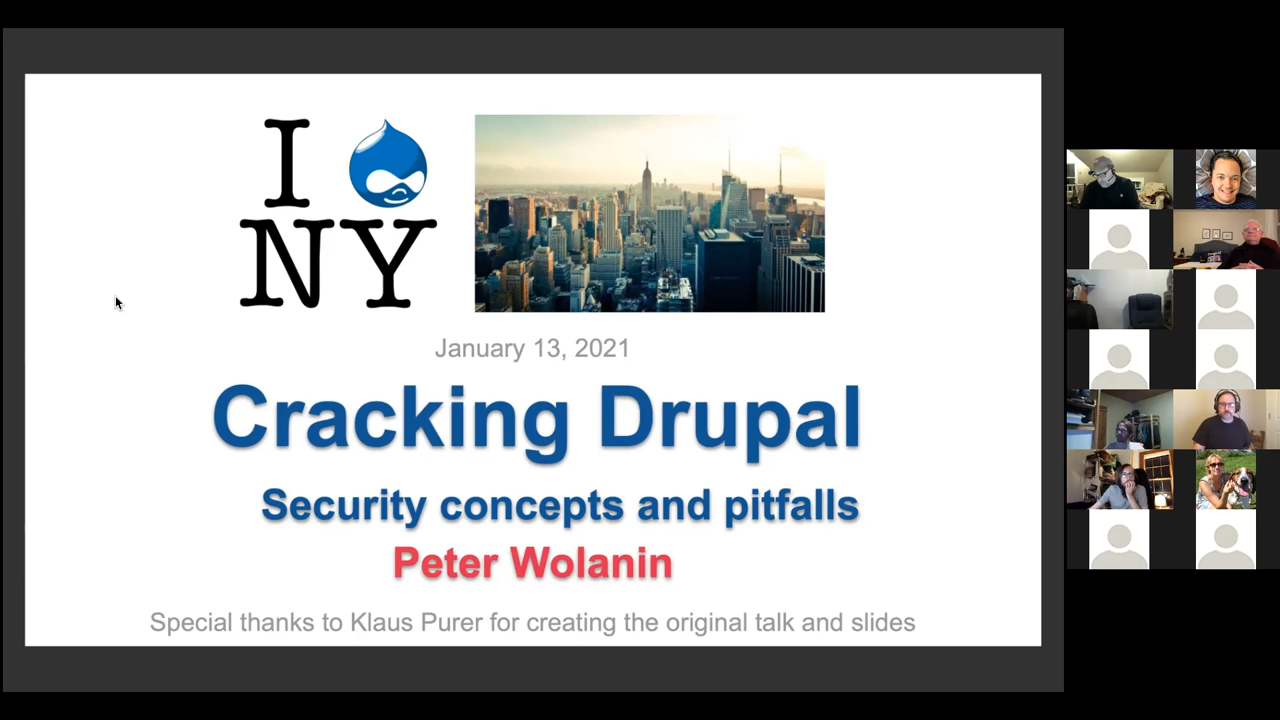 I
NY
January 13, 2021
Cracking Drupal
Security concepts and pitfalls
Peter Wolanin
Special thanks to Klaus Purer for creating the original talk and slides